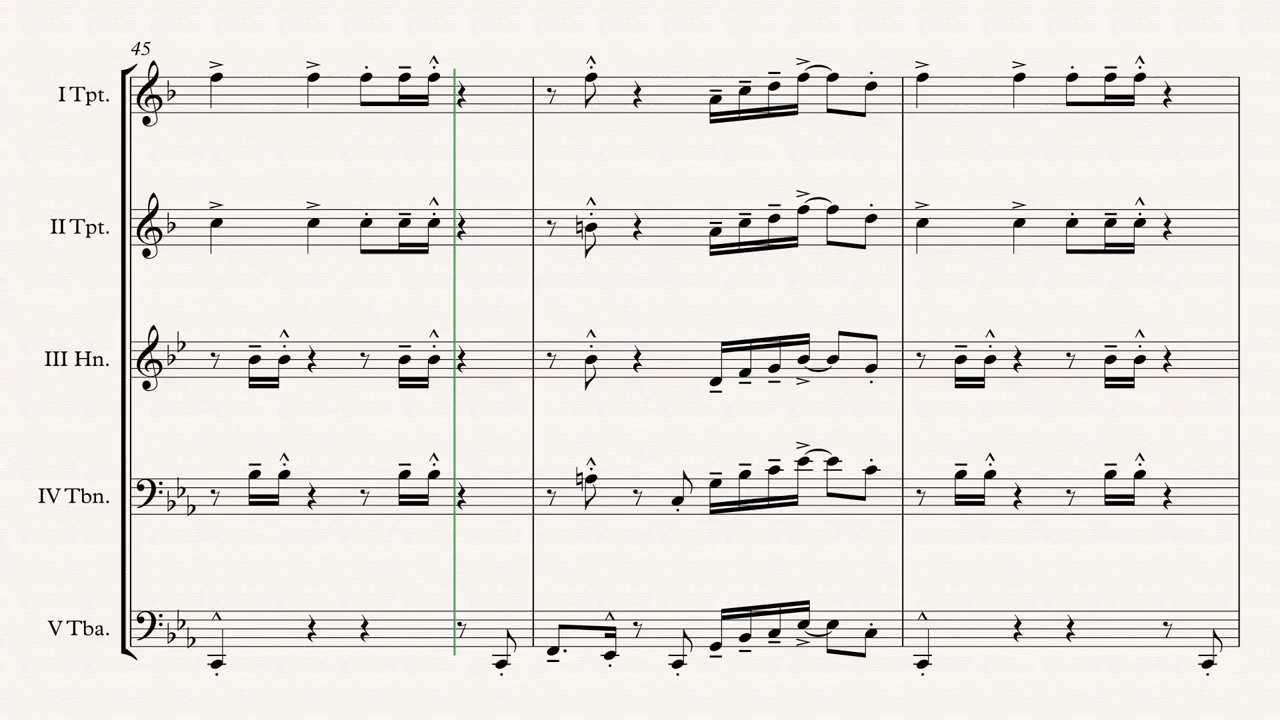 45
I Tpt.
II Tpt.
III Hn.
IV Tbn.
V Tba.